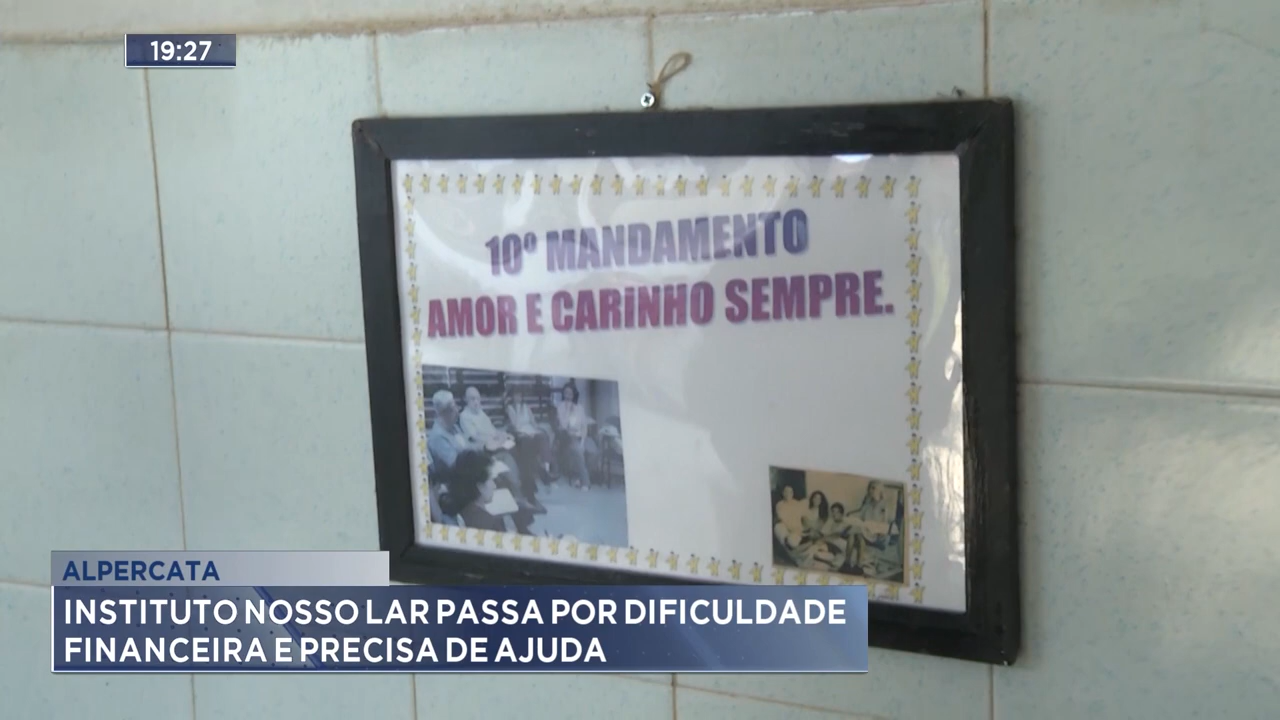 19:27
10º MANDAMENTO
AMOR E CARINHO SEMPRE.
ALPERCATA
INSTITUTO NOSSO LAR PASSA POR DIFICULDADE
FINANCEIRA E PRECISA DE AJUDA